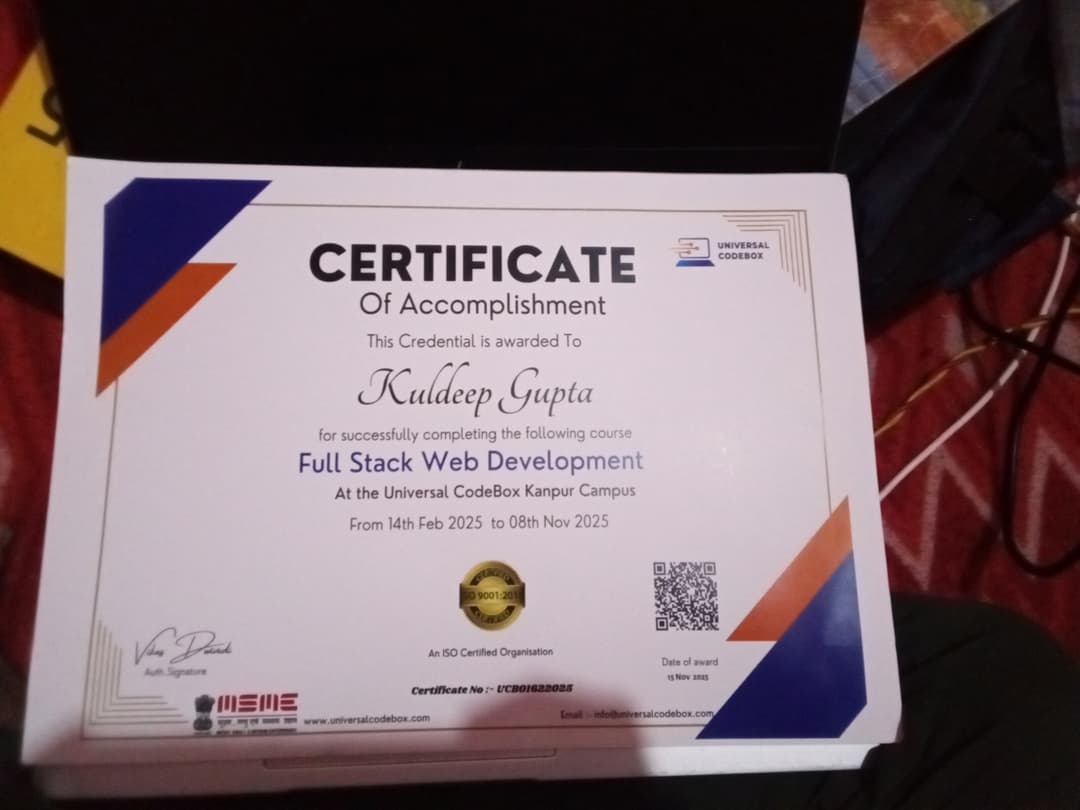 UNIVERSAL
CODEBOX
CERTIFICATE
Of Accomplishment
This Credential is awarded To
Kuldeep Gupta
for successfully completing the following course
Full Stack Web Development
At the Universal CodeBox Kanpur Campus
From 14th Feb 2025 to 08th Nov 2025
ISO 9001:201
An ISO Certified Organisation
Auth.Signature
Date of award
15 Nov 2025
Certificate No :- UCB01622025
MSME
www.universalcodebox.com
Email :- info@universalcodebox.com